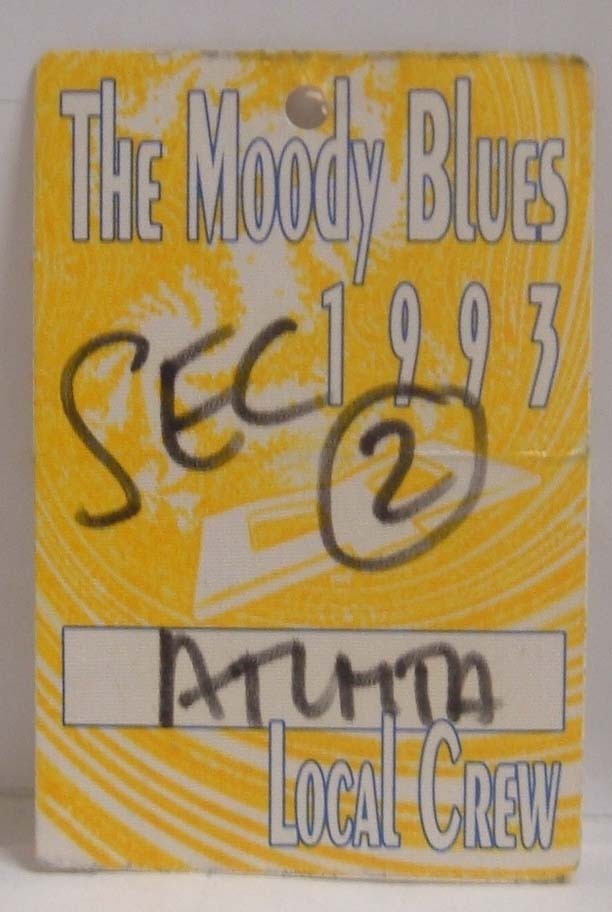 The Moody Blues
1993
SEC 2
ATLANTA
Local Crew